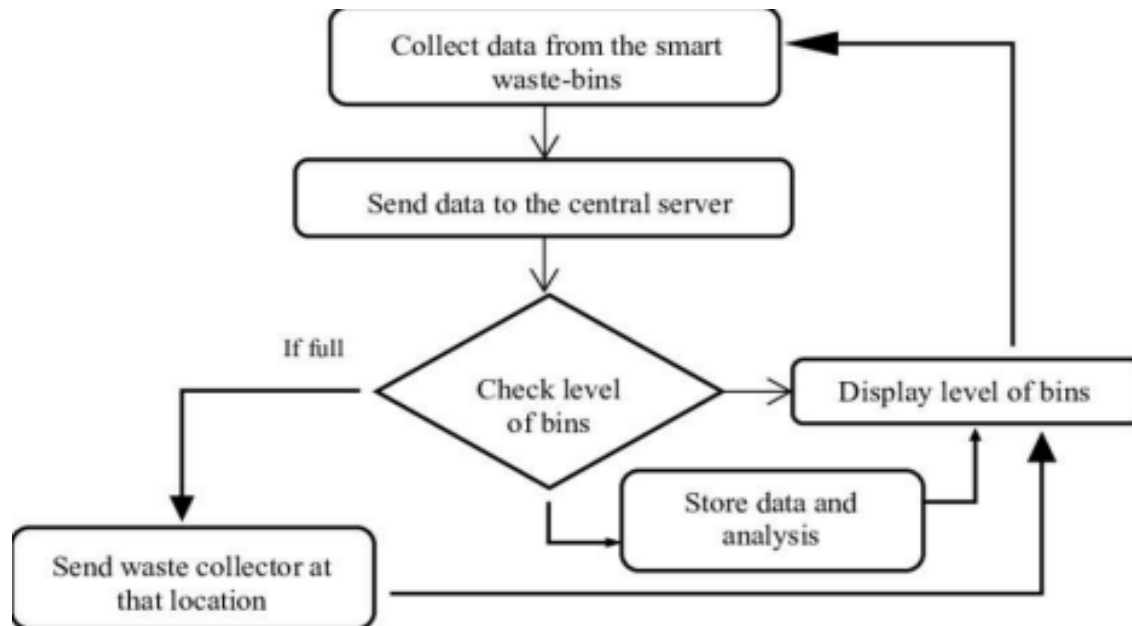 Collect data from the smart
waste-bins
Send data to the central server
If full
Check level
of bins
Display level of bins
Store data and
analysis
Send waste collector at
that location